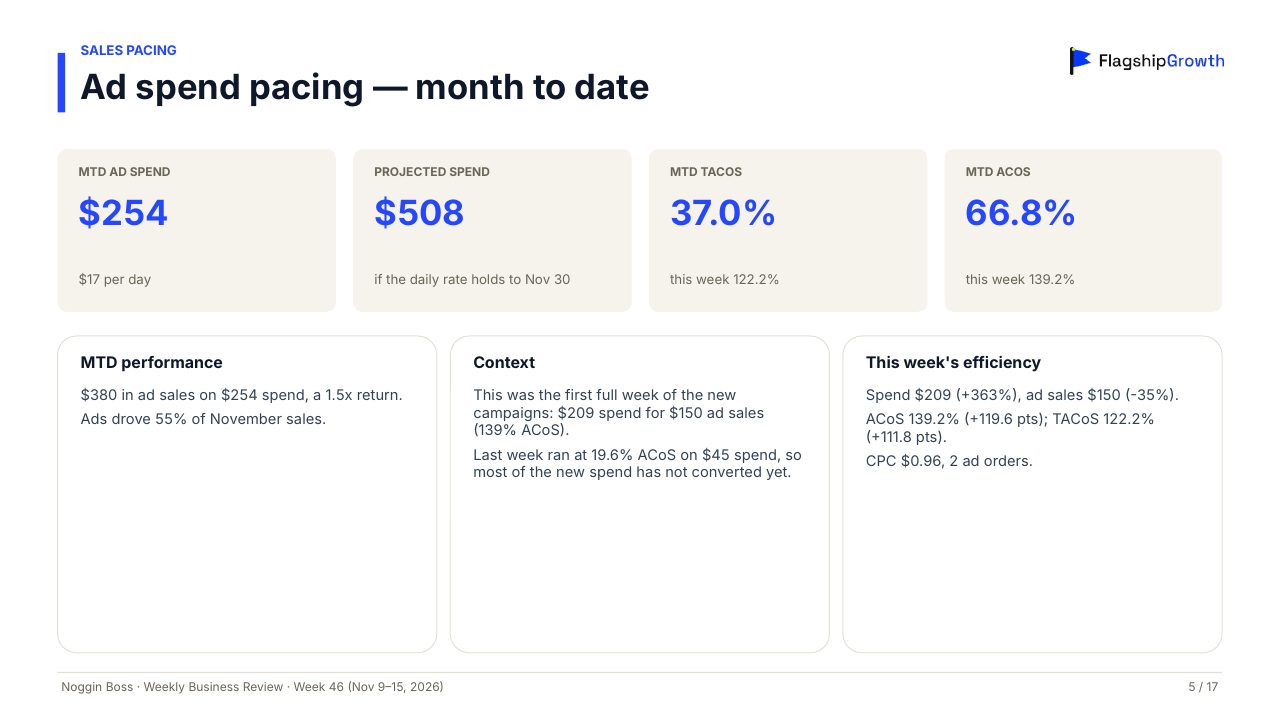 SALES PACING
Ad spend pacing — month to date
FlagshipGrowth
MTD AD SPEND
$254
$17 per day
PROJECTED SPEND
$508
if the daily rate holds to Nov 30
MTD TACOS
37.0%
this week 122.2%
MTD ACOS
66.8%
this week 139.2%
MTD performance
$380 in ad sales on $254 spend, a 1.5x return.
Ads drove 55% of November sales.
Context
This was the first full week of the new
campaigns: $209 spend for $150 ad sales
(139% ACoS).
Last week ran at 19.6% ACoS on $45 spend, so
most of the new spend has not converted yet.
This week's efficiency
Spend $209 (+363%), ad sales $150 (-35%).
ACoS 139.2% (+119.6 pts); TACoS 122.2%
(+111.8 pts).
CPC $0.96, 2 ad orders.
Noggin Boss · Weekly Business Review · Week 46 (Nov 9–15, 2026)
5 / 17